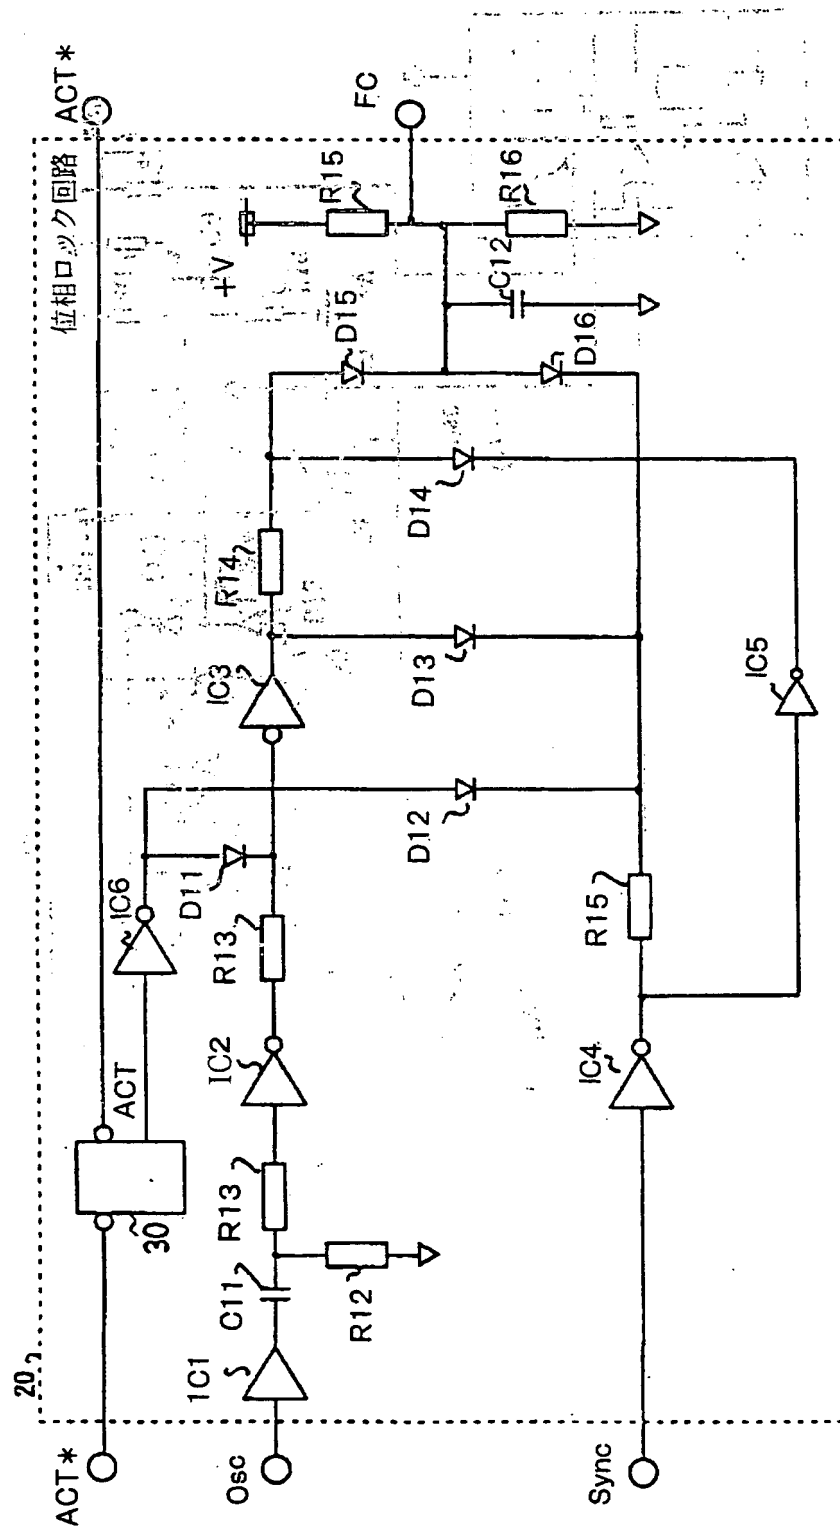 20
ACT*
位相ロック回路
ACT*
30
ACT
IC6
+V
Osc
1C1
C11
R12
R13
IC2
R13
D11
IC3
R14
D15
R15
FC
D12
D13
D14
D16
C12
R16
Sync
IC4
R15
IC5